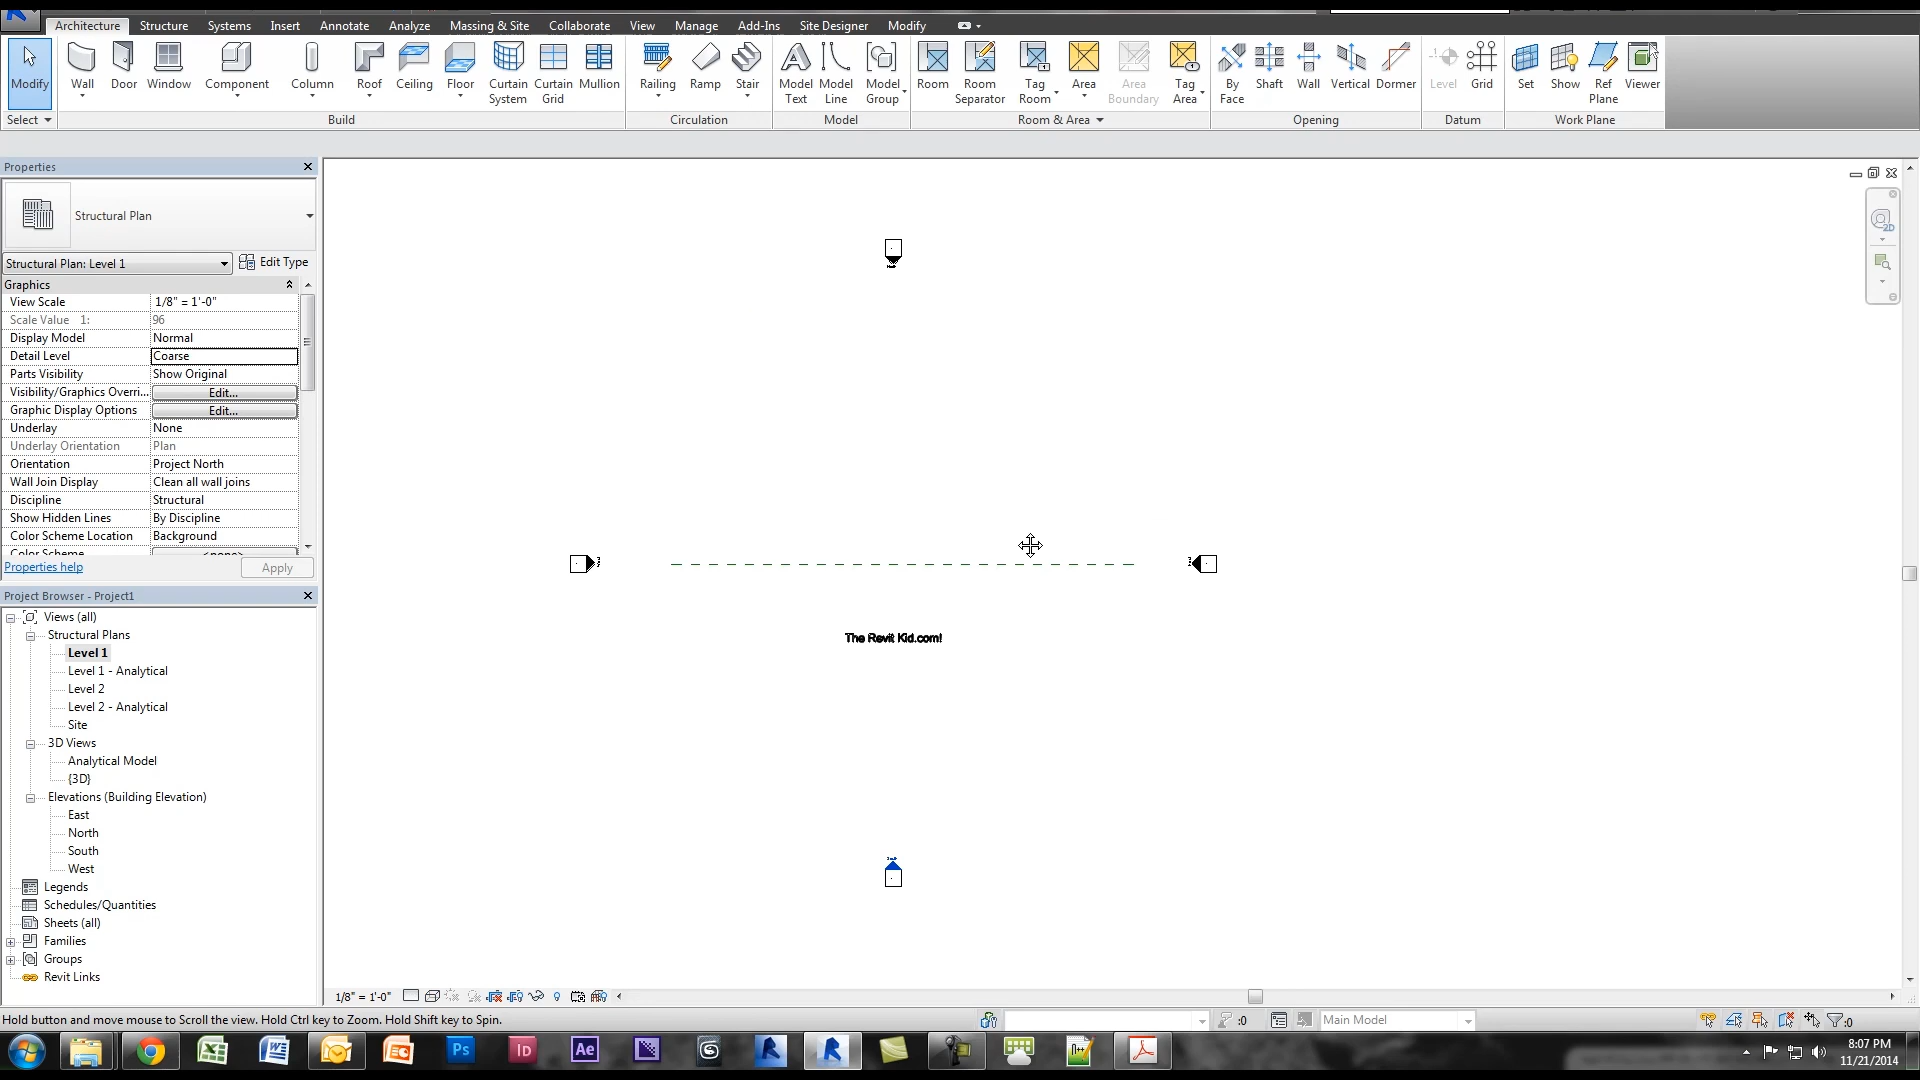 Architecture Structure Systems Insert Annotate Analyze Massing & Site Collaborate View Manage Add-Ins Site Designer Modify
Modify Wall Door Window Component Column Roof Ceiling Floor Curtain System Curtain Grid Mullion Railing Ramp Stair Model Text Model Line Model Group Room Room Separator Tag Room Area Area Boundary Tag Area By Face Shaft Wall Vertical Dormer Level Grid Set Show Ref Plane Viewer
Select Build Circulation Model Room & Area Opening Datum Work Plane
Properties
Structural Plan
Structural Plan: Level 1 Edit Type
Graphics
View Scale 1/8" = 1'-0"
Scale Value 1: 96
Display Model Normal
Detail Level Coarse
Parts Visibility Show Original
Visibility/Graphics Overri... Edit...
Graphic Display Options Edit...
Underlay None
Underlay Orientation Plan
Orientation Project North
Wall Join Display Clean all wall joins
Discipline Structural
Show Hidden Lines By Discipline
Color Scheme Location Background
Color Scheme <none>
Properties help Apply
Project Browser - Project1
Views (all)
Structural Plans
Level 1
Level 1 - Analytical
Level 2
Level 2 - Analytical
Site
3D Views
Analytical Model
{3D}
Elevations (Building Elevation)
East
North
South
West
Legends
Schedules/Quantities
Sheets (all)
Families
Groups
Revit Links
2D
The Revit Kid.com!
1/8" = 1'-0"
Hold button and move mouse to Scroll the view. Hold Ctrl key to Zoom. Hold Shift key to Spin. :0 Main Model :0
Ps Id Ae
8:07 PM
11/21/2014